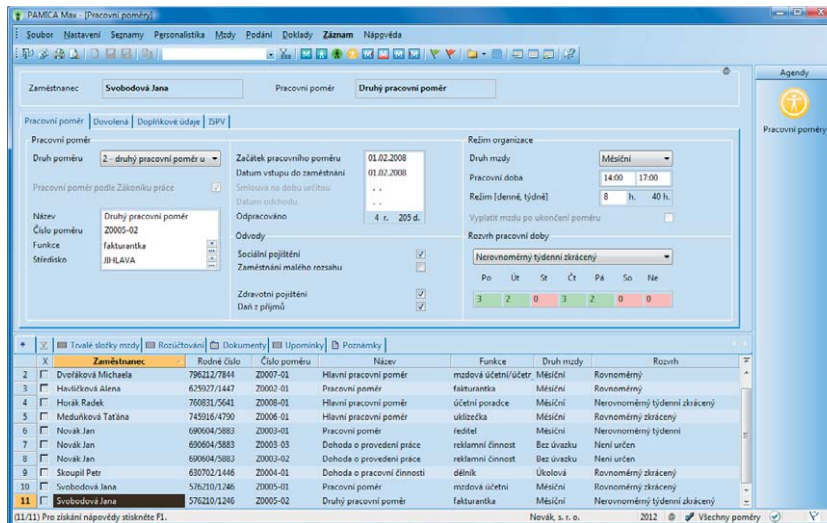 PAMICA Max - [Pracovní poměry]
Soubor Nastavení Seznamy Personalistika Mzdy Podání Doklady Záznam Nápověda
Zaměstnanec Svobodová Jana Pracovní poměr Druhý pracovní poměr
Agendy
Pracovní poměry
Pracovní poměr Dovolená Doplňkové údaje ISPV
Pracovní poměr
Druh poměru 2 - druhý pracovní poměr u
Pracovní poměr podle Zákoníku práce
Název Druhý pracovní poměr
Číslo poměru Z0005-02
Funkce fakturantka
Středisko JIHLAVA
Začátek pracovního poměru 01.02.2008
Datum vstupu do zaměstnání 01.02.2008
Smlouva na dobu určitou . .
Datum odchodu . .
Odpracováno 4 r. 205 d.
Odvody
Sociální pojištění
Zaměstnání malého rozsahu
Zdravotní pojištění
Daň z příjmů
Režim organizace
Druh mzdy Měsíční
Pracovní doba 14:00 17:00
Režim [denně, týdně] 8 h. 40 h.
Vyplatit mzdu po ukončení poměru
Rozvrh pracovní doby
Nerovnoměrný týdenní zkrácený
Po Út St Čt Pá So Ne
3 2 0 3 2 0 0
Trvalé složky mzdy Rozúčtování Dokumenty Upomínky Poznámky
X Zaměstnanec Rodné číslo Číslo poměru Název Funkce Druh mzdy Rozvrh
2 Dvořáková Michaela 796212/7844 Z0007-01 Hlavní pracovní poměr mzdová účetní/účetr Měsíční Rovnoměrný
3 Havlíčková Alena 625927/1447 Z0002-01 Pracovní poměr fakturantka Měsíční Rovnoměrný
4 Horák Radek 760831/5641 Z0008-01 Hlavní pracovní poměr účetní poradce Měsíční Nerovnoměrný týdenní zkrácený
5 Meduňková Taťána 745916/4790 Z0006-01 Hlavní pracovní poměr uklízečka Měsíční Rovnoměrný zkrácený
6 Novák Jan 690604/5883 Z0003-01 Pracovní poměr ředitel Měsíční Nerovnoměrný týdenní
7 Novák Jan 690604/5883 Z0003-03 Dohoda o provedení práce reklamní činnost Bez úvazku Není určen
8 Novák Jan 690604/5883 Z0003-02 Dohoda o provedení práce reklamní činnost Bez úvazku Není určen
9 Skoupil Petr 630702/1446 Z0004-01 Dohoda o pracovní činnosti dělník Úkolová Rovnoměrný zkrácený
10 Svobodová Jana 576210/1246 Z0005-01 Pracovní poměr mzdová účetní Měsíční Rovnoměrný zkrácený
11 Svobodová Jana 576210/1246 Z0005-02 Druhý pracovní poměr fakturantka Měsíční Nerovnoměrný týdenní zkrácený
(11/11) Pro získání nápovědy stiskněte F1. Novák, s. r. o. 2012 @ Všechny poměry